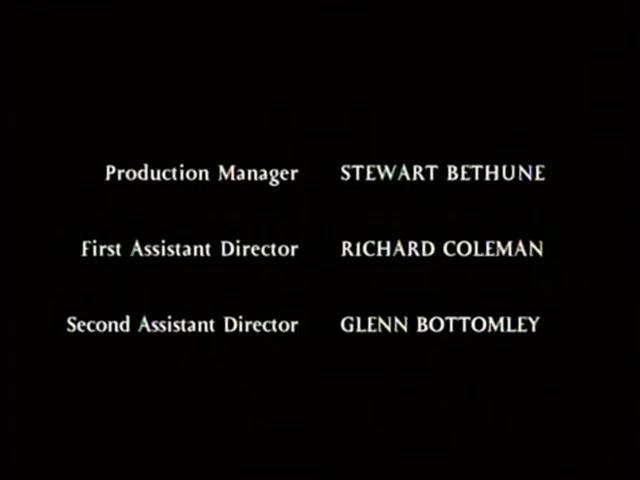 Production Manager STEWART BETHUNE
First Assistant Director RICHARD COLEMAN
Second Assistant Director GLENN BOTTOMLEY